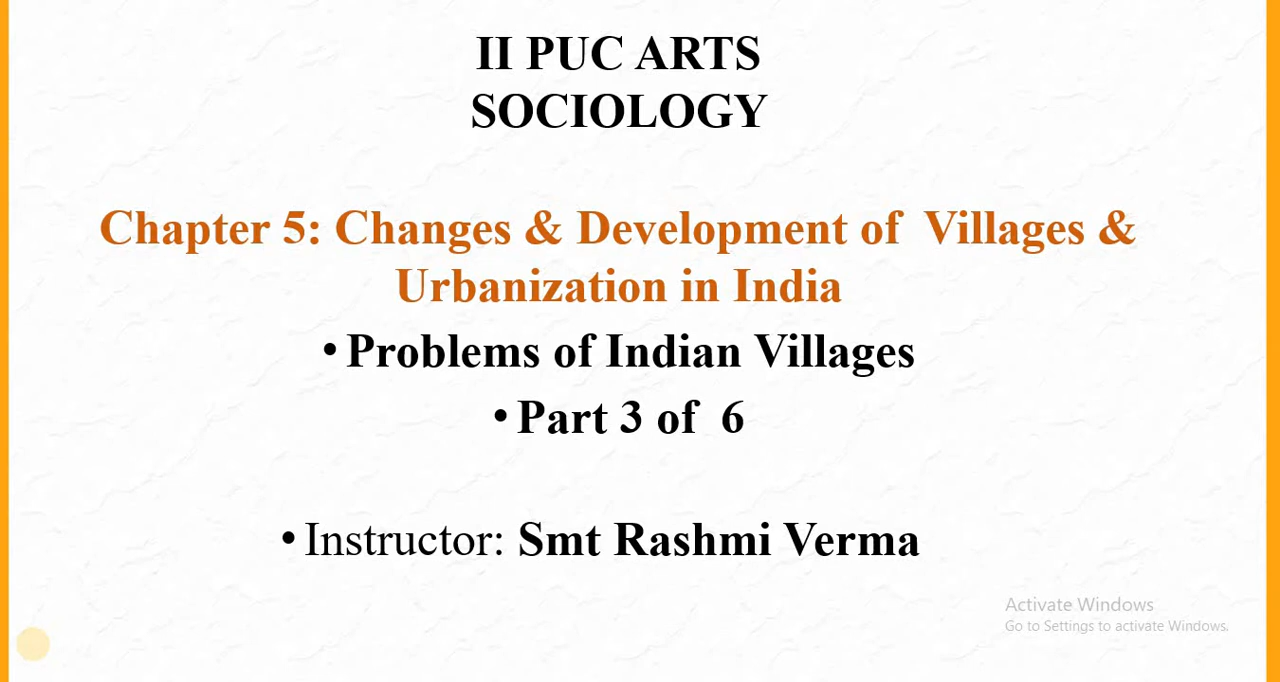 II PUC ARTS
SOCIOLOGY
Chapter 5: Changes & Development of  Villages &
Urbanization in India
• Problems of Indian Villages
• Part 3 of  6
• Instructor: Smt Rashmi Verma
Activate Windows
Go to Settings to activate Windows.